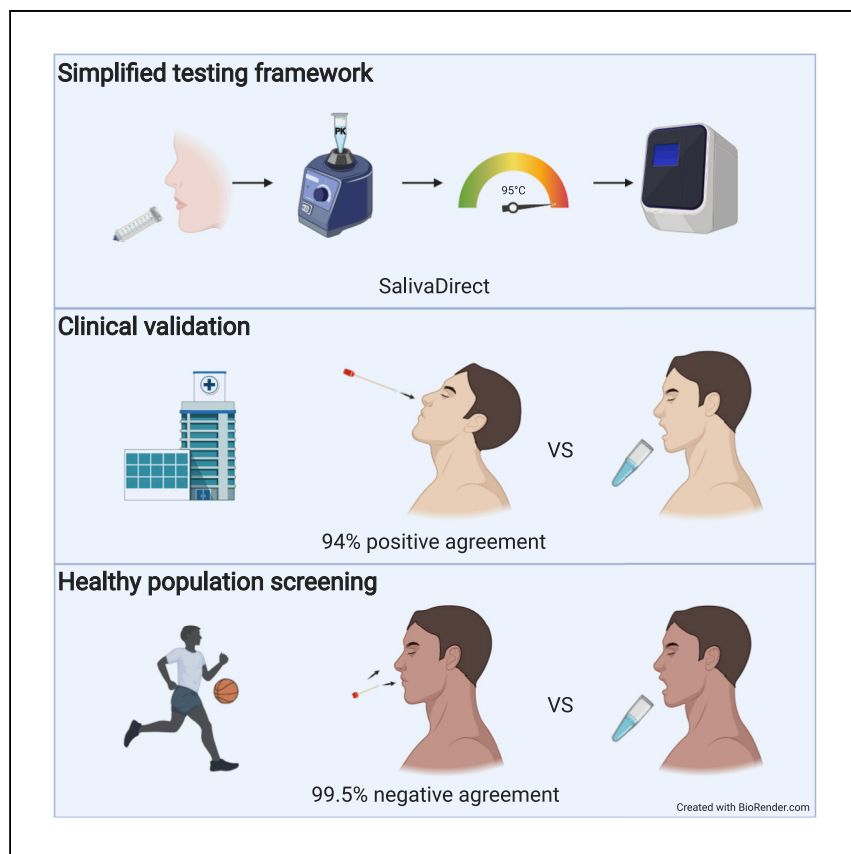 Simplified testing framework
PK
95°C
SalivaDirect
Clinical validation
VS
94% positive agreement
Healthy population screening
VS
99.5% negative agreement
Created with BioRender.com